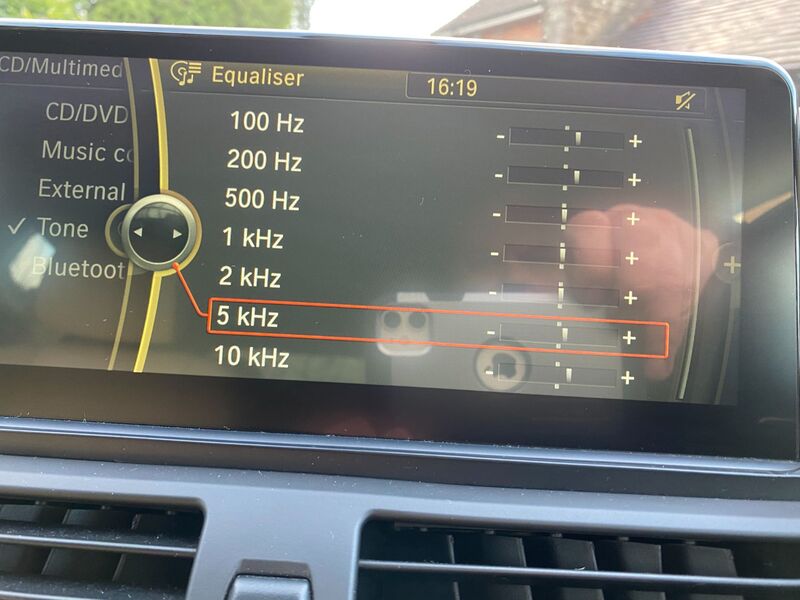 CD/Multimed
Equaliser
16:19
CD/DVD
Music co
External
✓ Tone
Bluetoot
100 Hz - +
200 Hz - +
500 Hz - +
1 kHz - +
2 kHz - +
5 kHz - +
10 kHz - +
+